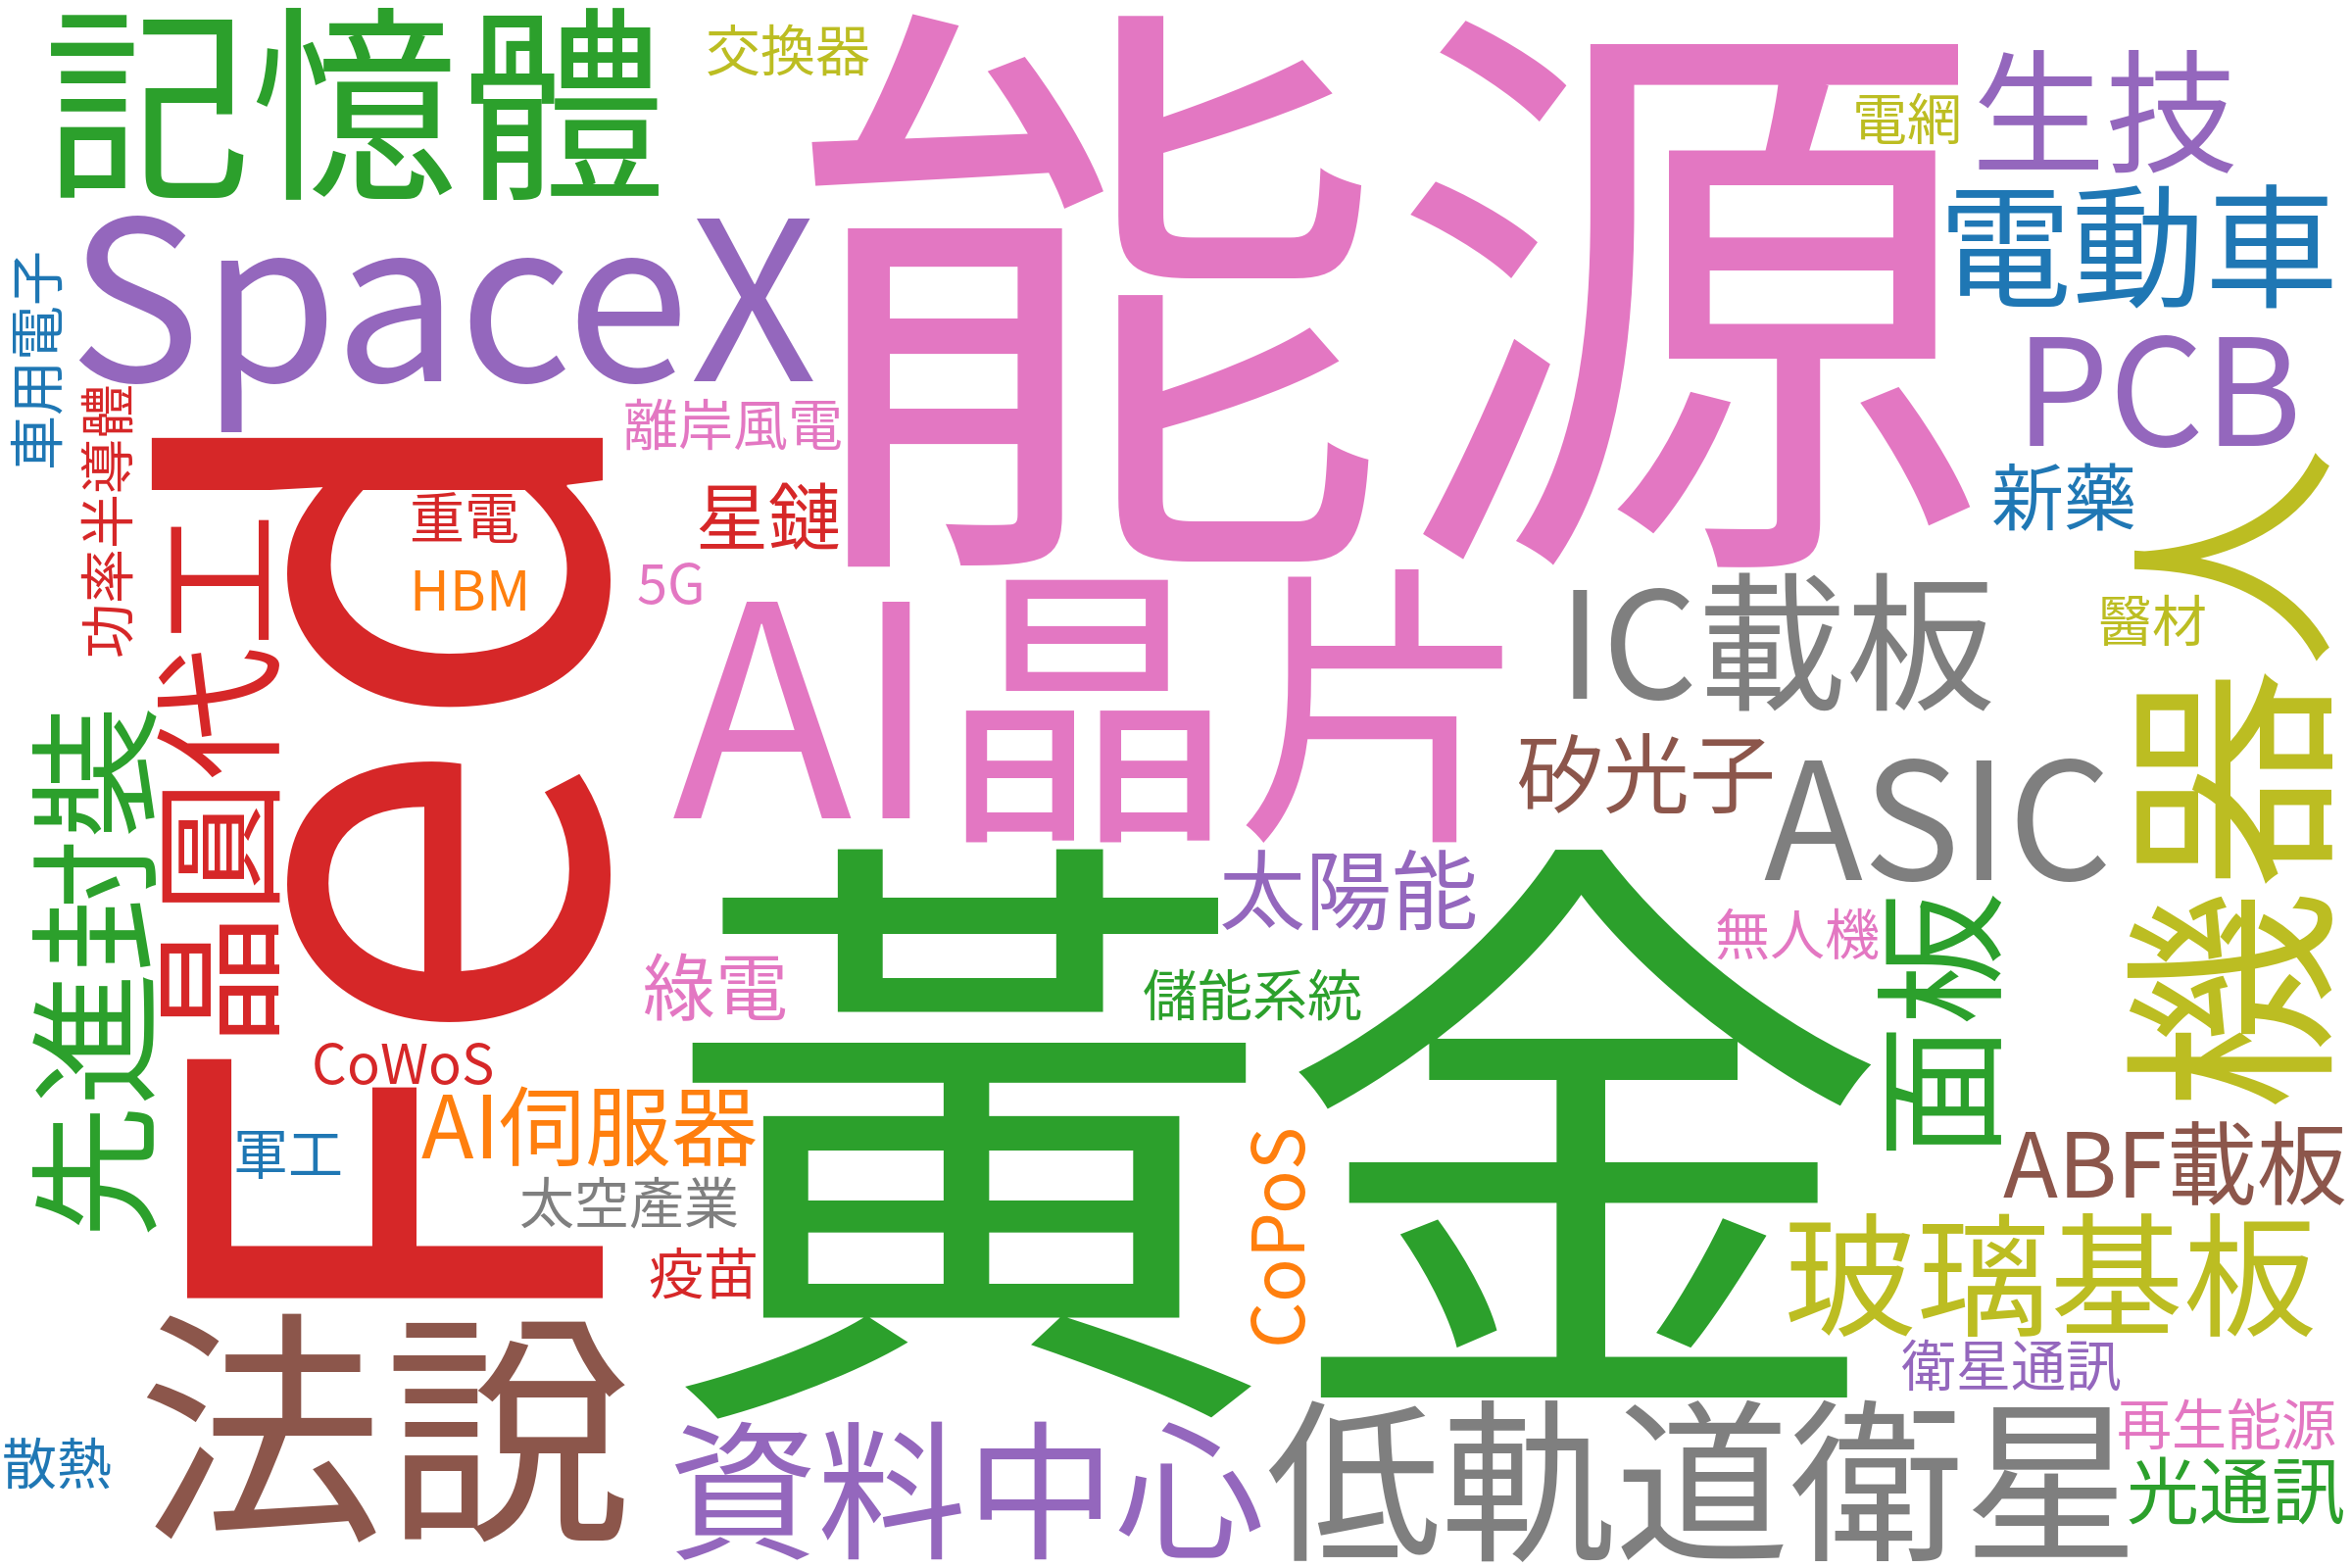 記憶體
交換器
能源
電網
生技
SpaceX
電動車
車用電子
PCB
功率半導體
離岸風電
重電
星鏈
新藥
HBM
5G
AI晶片
IC載板
醫材
機器人
晶圓代工
Fed
先進封裝
矽光子
ASIC
太陽能
黃金
綠電
儲能系統
無人機
面板
CoWoS
AI伺服器
軍工
太空產業
疫苗
CoPoS
ABF載板
玻璃基板
法說
衛星通訊
再生能源
散熱
資料中心
低軌道衛星
光通訊